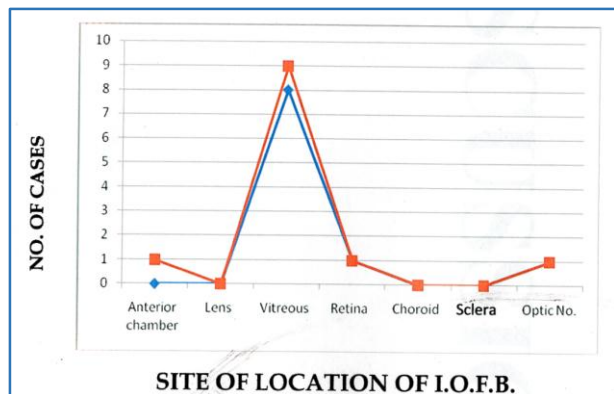 NO. OF CASES
10
9
8
7
6
5
4
3
2
1
0
Anterior chamber
Lens
Vitreous
Retina
Choroid
Sclera
Optic No.
SITE OF LOCATION OF I.O.F.B.